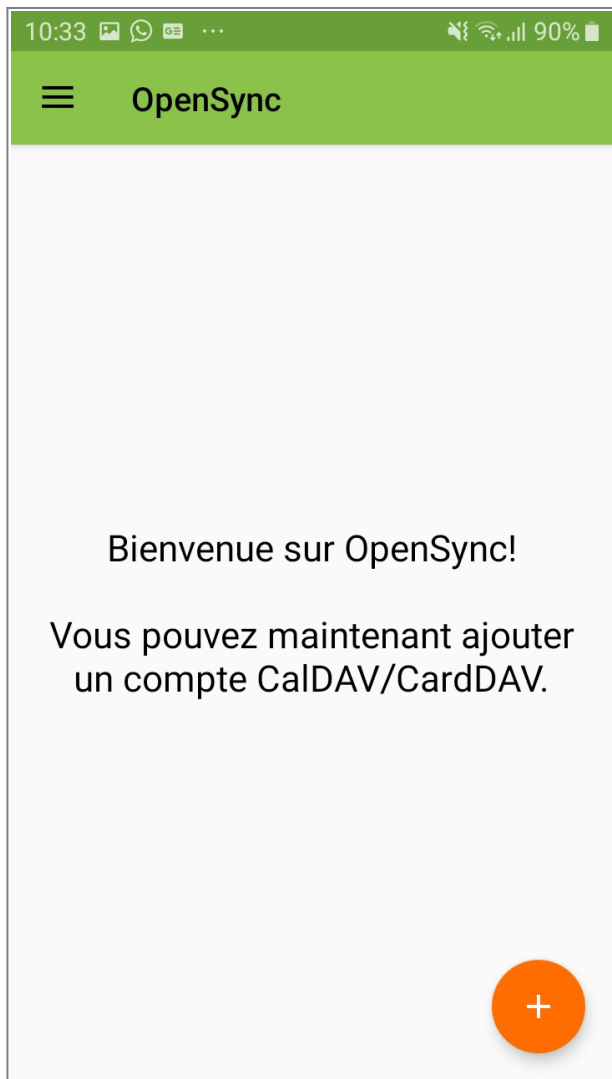 10:33 ... 90%
OpenSync
Bienvenue sur OpenSync!
Vous pouvez maintenant ajouter
un compte CalDAV/CardDAV.
+